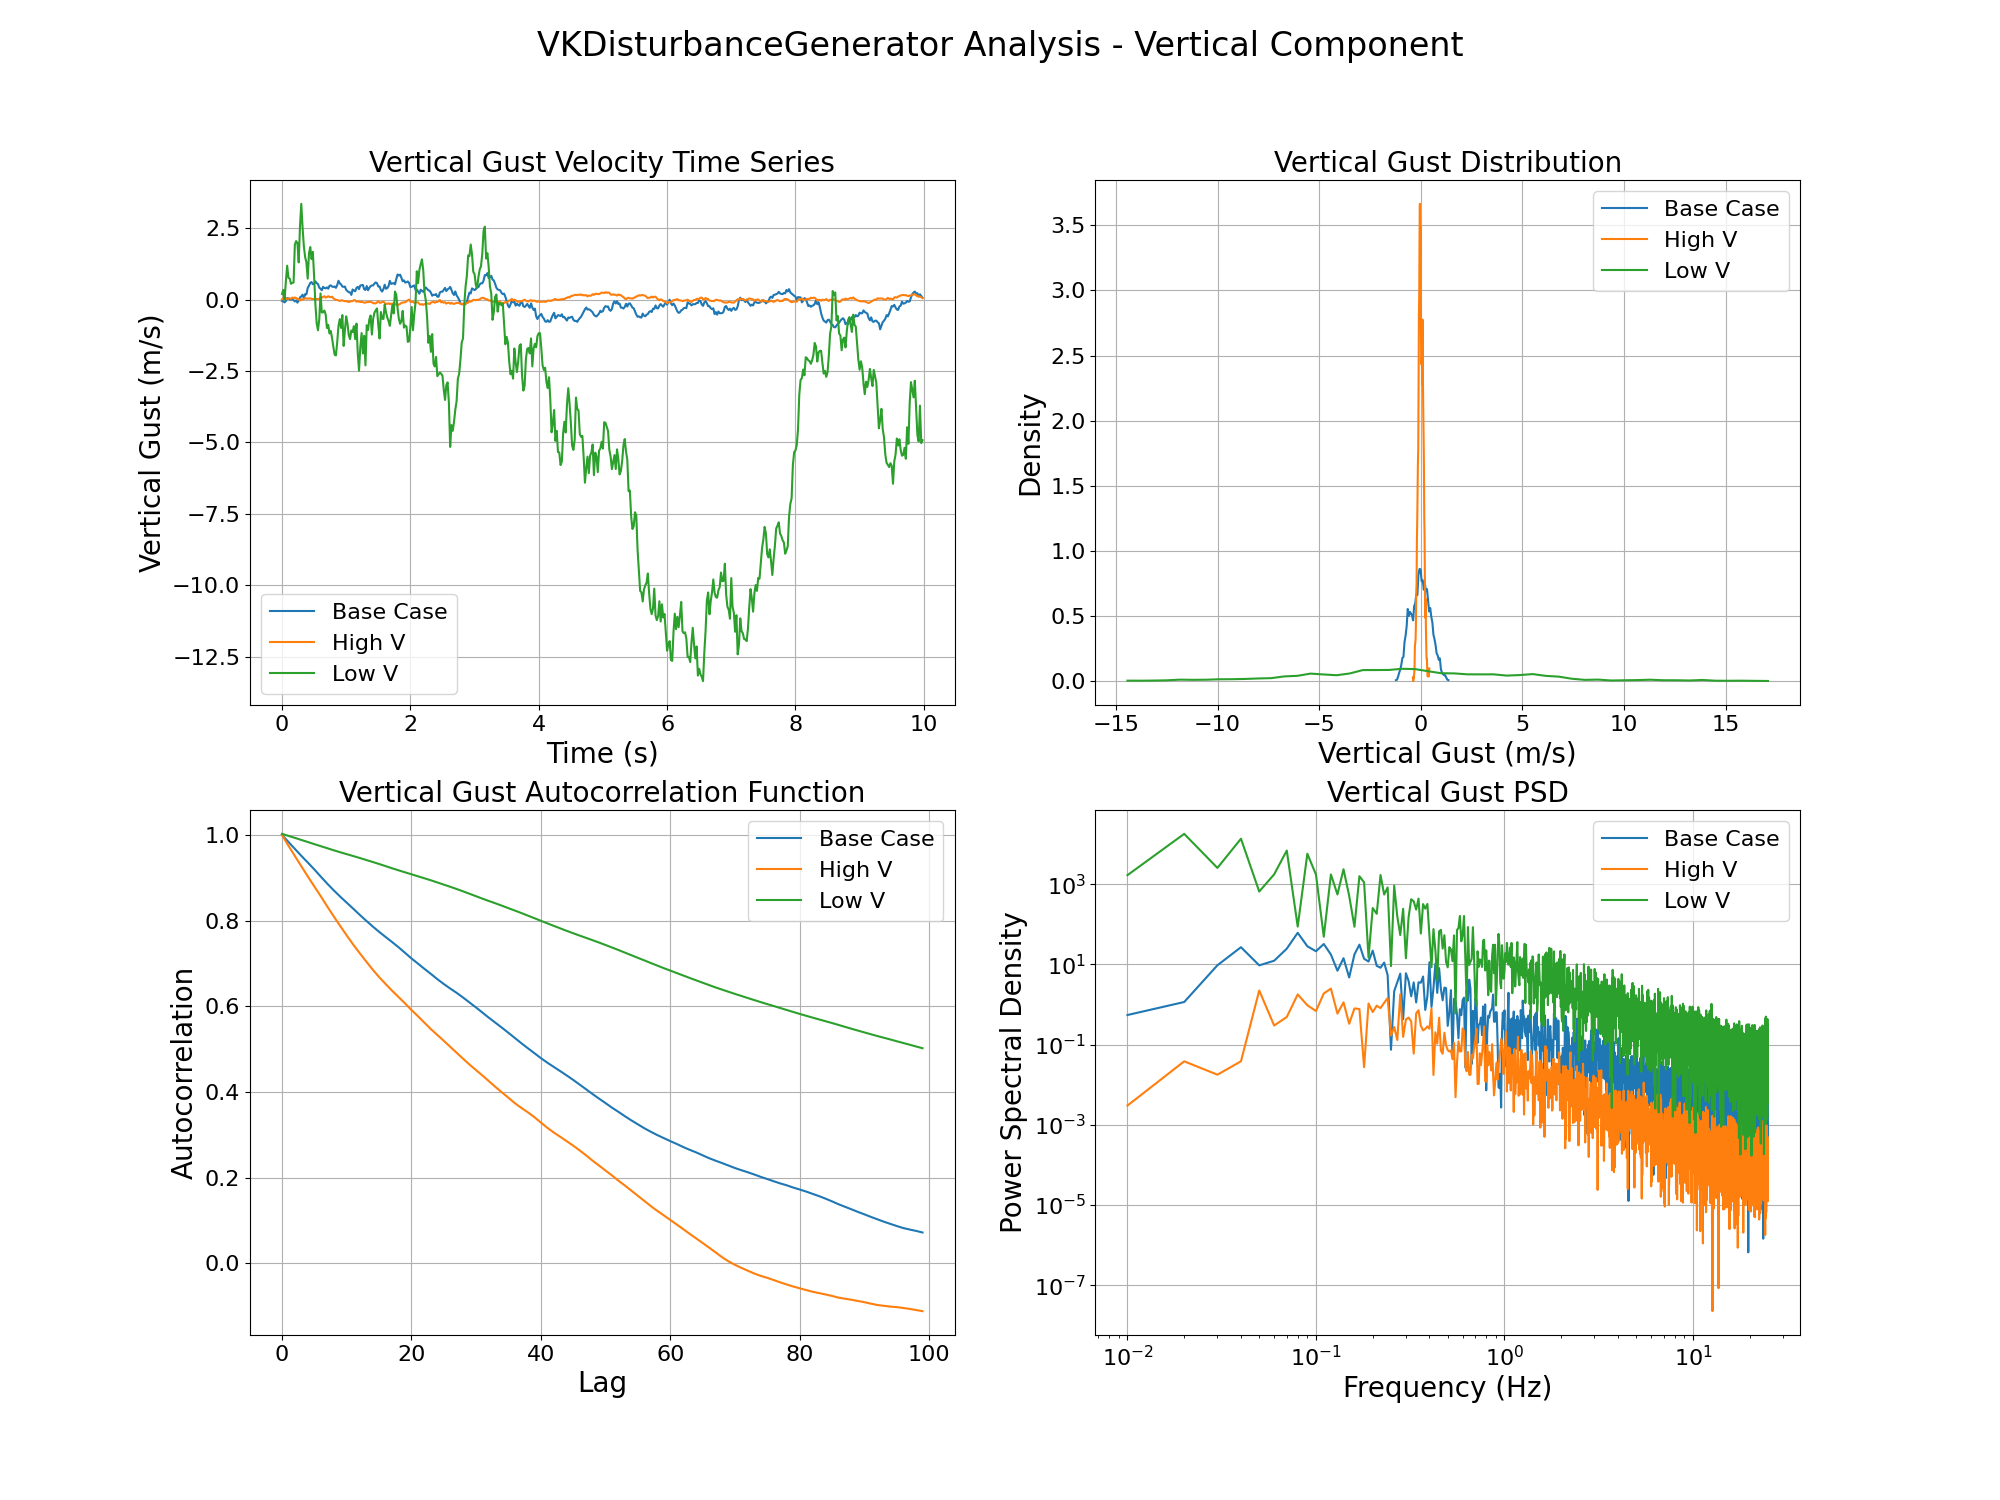 VKDisturbanceGenerator Analysis - Vertical Component
Vertical Gust Velocity Time Series
Vertical Gust (m/s)
2.5
0.0
−2.5
−5.0
−7.5
−10.0
−12.5
Base Case
High V
Low V
0 2 4 6 8 10
Time (s)
Vertical Gust Distribution
Density
3.5
3.0
2.5
2.0
1.5
1.0
0.5
0.0
Base Case
High V
Low V
−15 −10 −5 0 5 10 15
Vertical Gust (m/s)
Vertical Gust Autocorrelation Function
Autocorrelation
1.0
0.8
0.6
0.4
0.2
0.0
Base Case
High V
Low V
0 20 40 60 80 100
Lag
Vertical Gust PSD
Power Spectral Density
10³
10¹
10⁻¹
10⁻³
10⁻⁵
10⁻⁷
Base Case
High V
Low V
10⁻² 10⁻¹ 10⁰ 10¹
Frequency (Hz)